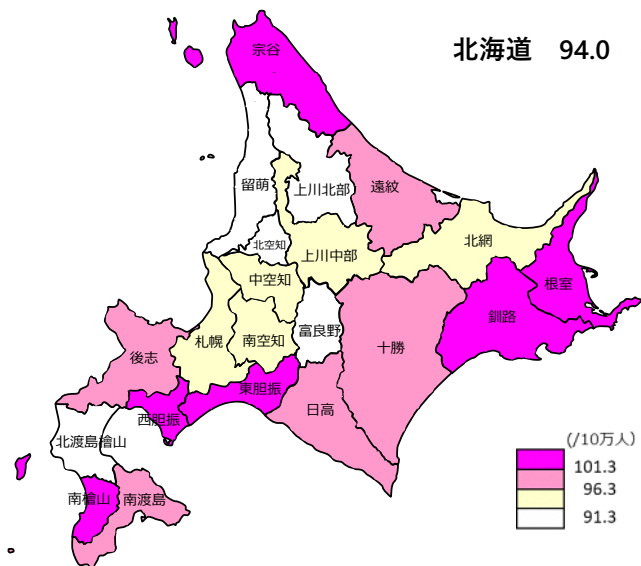 北海道 94.0
宗谷
留萌
上川北部
遠紋
北空知
上川中部
北網
中空知
根室
釧路
札幌
南空知
富良野
十勝
後志
東胆振
西胆振
日高
北渡島檜山
南檜山
南渡島
(/10万人)
101.3
96.3
91.3